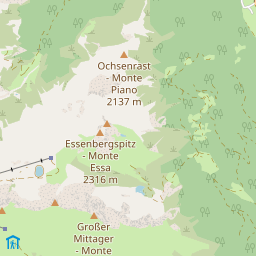 Ochsenrast
- Monte
Piano
2137 m
Essenbergspitz
- Monte
Essa
2316 m
Großer
Mittager
- Monte